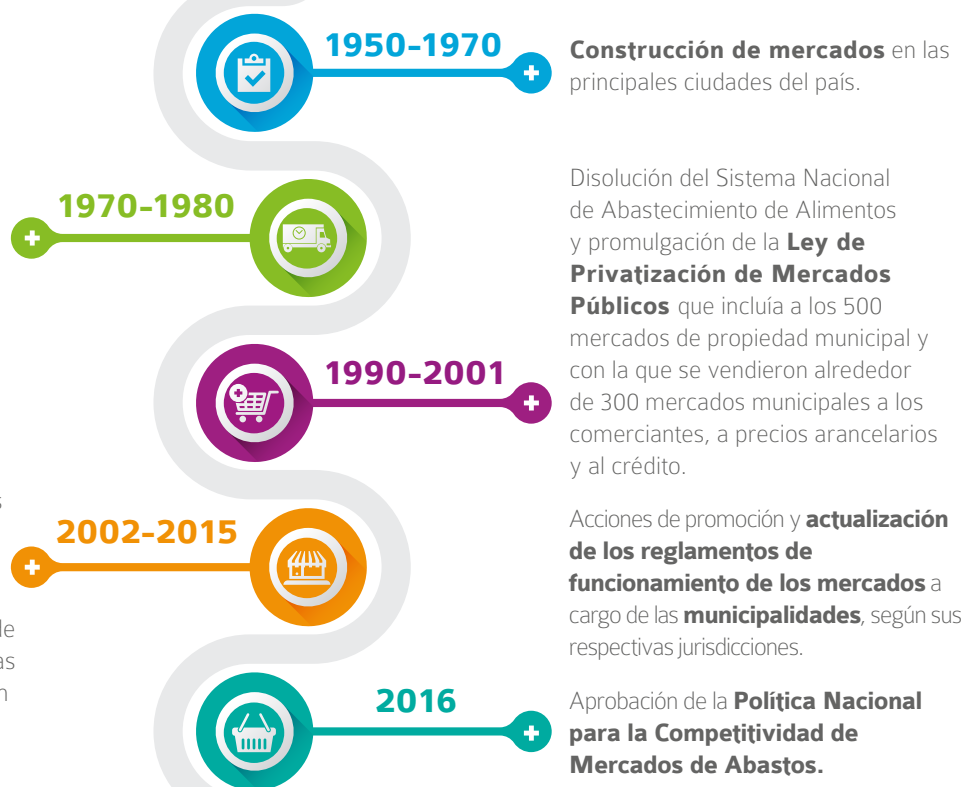 1950-1970
Construcción de mercados en las
principales ciudades del país.
1970-1980
Disolución del Sistema Nacional
de Abastecimiento de Alimentos
y promulgación de la Ley de
Privatización de Mercados
Públicos que incluía a los 500
mercados de propiedad municipal y
con la que se vendieron alrededor
de 300 mercados municipales a los
comerciantes, a precios arancelarios
y al crédito.
1990-2001
2002-2015
Acciones de promoción y actualización
de los reglamentos de
funcionamiento de los mercados a
cargo de las municipalidades, según sus
respectivas jurisdicciones.
2016
Aprobación de la Política Nacional
para la Competitividad de
Mercados de Abastos.